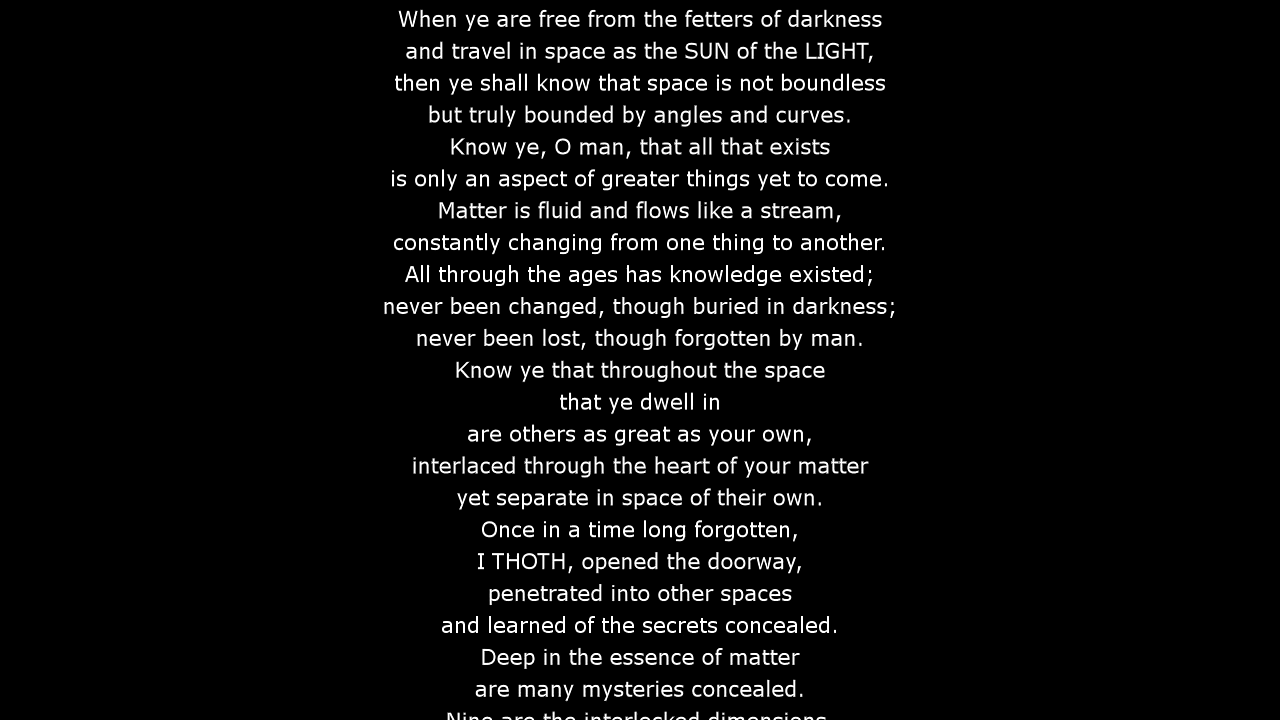 When ye are free from the fetters of darkness
and travel in space as the SUN of the LIGHT,
then ye shall know that space is not boundless
but truly bounded by angles and curves.
Know ye, O man, that all that exists
is only an aspect of greater things yet to come.
Matter is fluid and flows like a stream,
constantly changing from one thing to another.
All through the ages has knowledge existed;
never been changed, though buried in darkness;
never been lost, though forgotten by man.
Know ye that throughout the space
that ye dwell in
are others as great as your own,
interlaced through the heart of your matter
yet separate in space of their own.
Once in a time long forgotten,
I THOTH, opened the doorway,
penetrated into other spaces
and learned of the secrets concealed.
Deep in the essence of matter
are many mysteries concealed.
Nine are the interlocked dimensions